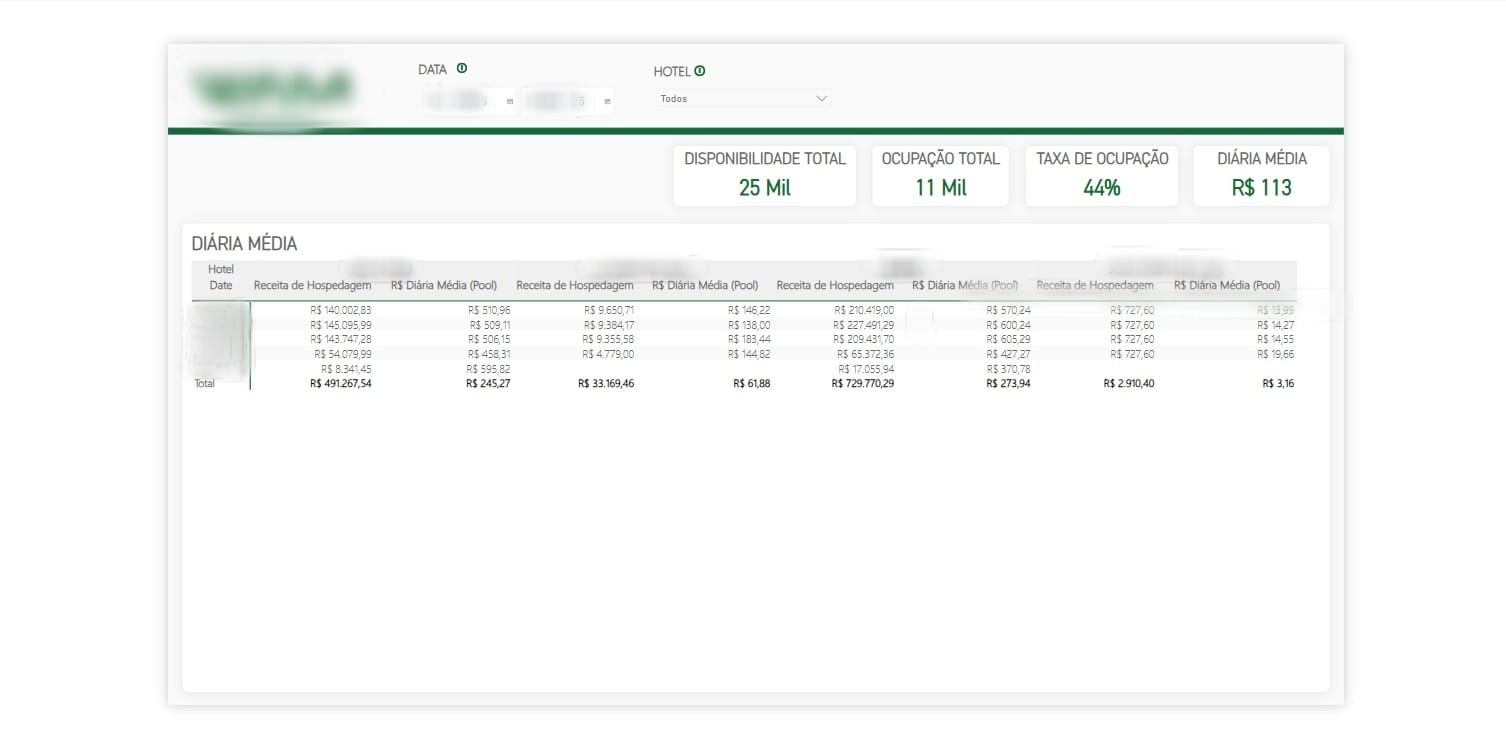 DATA
HOTEL
Todos
DISPONIBILIDADE TOTAL OCUPAÇÃO TOTAL TAXA DE OCUPAÇÃO DIÁRIA MÉDIA
25 Mil 11 Mil 44% R$ 113
DIÁRIA MÉDIA
Hotel
Date Receita de Hospedagem R$ Diária Média (Pool) Receita de Hospedagem R$ Diária Média (Pool) Receita de Hospedagem R$ Diária Média (Pool) Receita de Hospedagem R$ Diária Média (Pool)
R$ 140.002,83 R$ 510,96 R$ 9.650,71 R$ 146,22 R$ 210.419,00 R$ 570,24 R$ 727,60 R$ 13,99
R$ 145.095,99 R$ 509,11 R$ 9.384,17 R$ 138,00 R$ 227.491,29 R$ 600,24 R$ 727,60 R$ 14,27
R$ 143.747,28 R$ 506,15 R$ 9.355,58 R$ 183,44 R$ 209.431,70 R$ 605,29 R$ 727,60 R$ 14,55
R$ 54.079,99 R$ 458,31 R$ 4.779,00 R$ 144,82 R$ 65.372,36 R$ 427,27 R$ 727,60 R$ 19,66
R$ 8.341,45 R$ 595,82 R$ 17.055,94 R$ 370,78
Total R$ 491.267,54 R$ 245,27 R$ 33.169,46 R$ 61,88 R$ 729.770,29 R$ 273,94 R$ 2.910,40 R$ 3,16